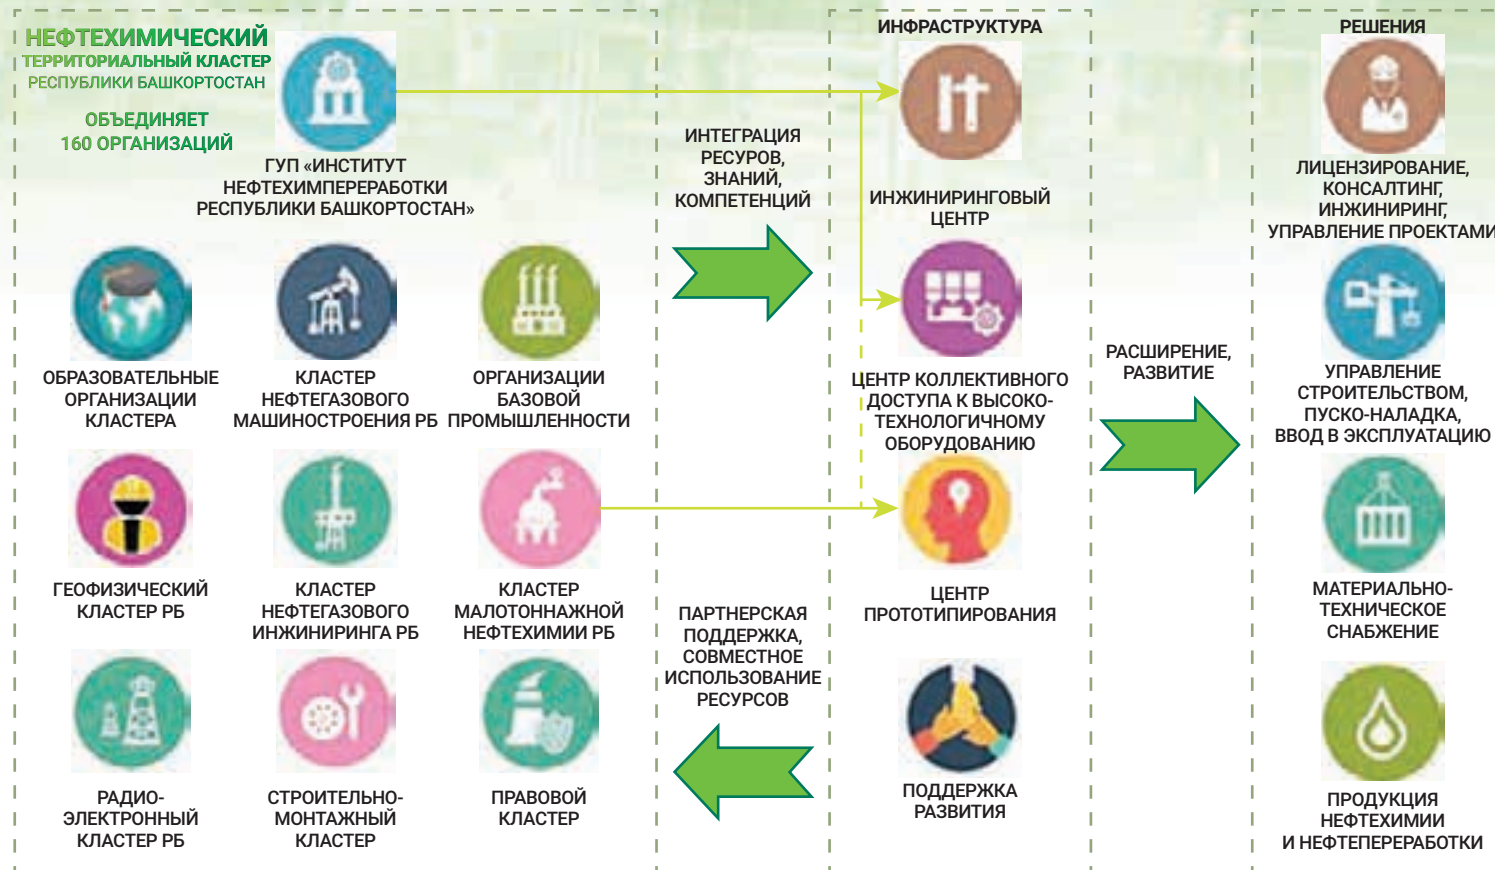 НЕФТЕХИМИЧЕСКИЙ
ТЕРРИТОРИАЛЬНЫЙ КЛАСТЕР
РЕСПУБЛИКИ БАШКОРТОСТАН
ОБЪЕДИНЯЕТ
160 ОРГАНИЗАЦИЙ
ГУП «ИНСТИТУТ
НЕФТЕХИМПЕРЕРАБОТКИ
РЕСПУБЛИКИ БАШКОРТОСТАН»
ОБРАЗОВАТЕЛЬНЫЕ
ОРГАНИЗАЦИИ
КЛАСТЕРА
КЛАСТЕР
НЕФТЕГАЗОВОГО
МАШИНОСТРОЕНИЯ РБ
ОРГАНИЗАЦИИ
БАЗОВОЙ
ПРОМЫШЛЕННОСТИ
ГЕОФИЗИЧЕСКИЙ
КЛАСТЕР РБ
КЛАСТЕР
НЕФТЕГАЗОВОГО
ИНЖИНИРИНГА РБ
КЛАСТЕР
МАЛОТОННАЖНОЙ
НЕФТЕХИМИИ РБ
РАДИО-
ЭЛЕКТРОННЫЙ
КЛАСТЕР РБ
СТРОИТЕЛЬНО-
МОНТАЖНЫЙ
КЛАСТЕР
ПРАВОВОЙ
КЛАСТЕР
ИНТЕГРАЦИЯ
РЕСУРОВ,
ЗНАНИЙ,
КОМПЕТЕНЦИЙ
ПАРТНЕРСКАЯ
ПОДДЕРЖКА,
СОВМЕСТНОЕ
ИСПОЛЬЗОВАНИЕ
РЕСУРСОВ
ИНФРАСТРУКТУРА
ИНЖИНИРИНГОВЫЙ
ЦЕНТР
ЦЕНТР КОЛЛЕКТИВНОГО
ДОСТУПА К ВЫСОКО-
ТЕХНОЛОГИЧНОМУ
ОБОРУДОВАНИЮ
ЦЕНТР
ПРОТОТИПИРОВАНИЯ
ПОДДЕРЖКА
РАЗВИТИЯ
РАСШИРЕНИЕ,
РАЗВИТИЕ
РЕШЕНИЯ
ЛИЦЕНЗИРОВАНИЕ,
КОНСАЛТИНГ,
ИНЖИНИРИНГ,
УПРАВЛЕНИЕ ПРОЕКТАМИ
УПРАВЛЕНИЕ
СТРОИТЕЛЬСТВОМ,
ПУСКО-НАЛАДКА,
ВВОД В ЭКСПЛУАТАЦИЮ
МАТЕРИАЛЬНО-
ТЕХНИЧЕСКОЕ
СНАБЖЕНИЕ
ПРОДУКЦИЯ
НЕФТЕХИМИИ
И НЕФТЕПЕРЕРАБОТКИ